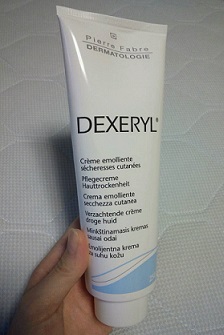 Pierre Fabre
DERMATOLOGIE
DEXERYL®
Crème emolliente
sécheresses cutanées
Pflegecreme
Hauttrockenheit
Crema emolliente
secchezza cutanea
Verzachtende crème
droge huid
Minkštinamasis kremas
sausai odai
Emolijentna krema
za suhu kožu